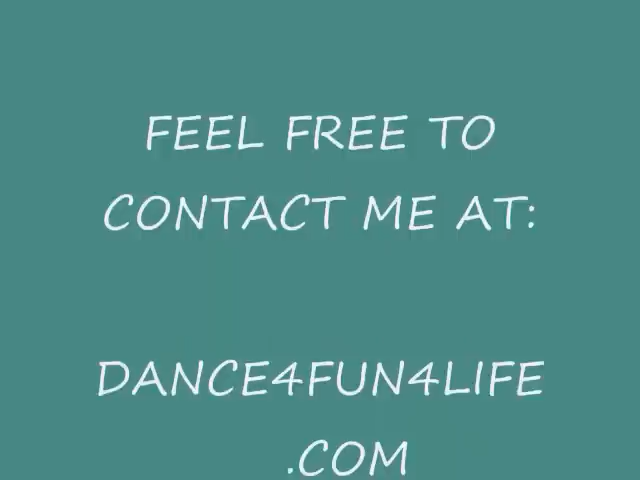 FEEL FREE TO
CONTACT ME AT:
DANCE4FUN4LIFE
.COM